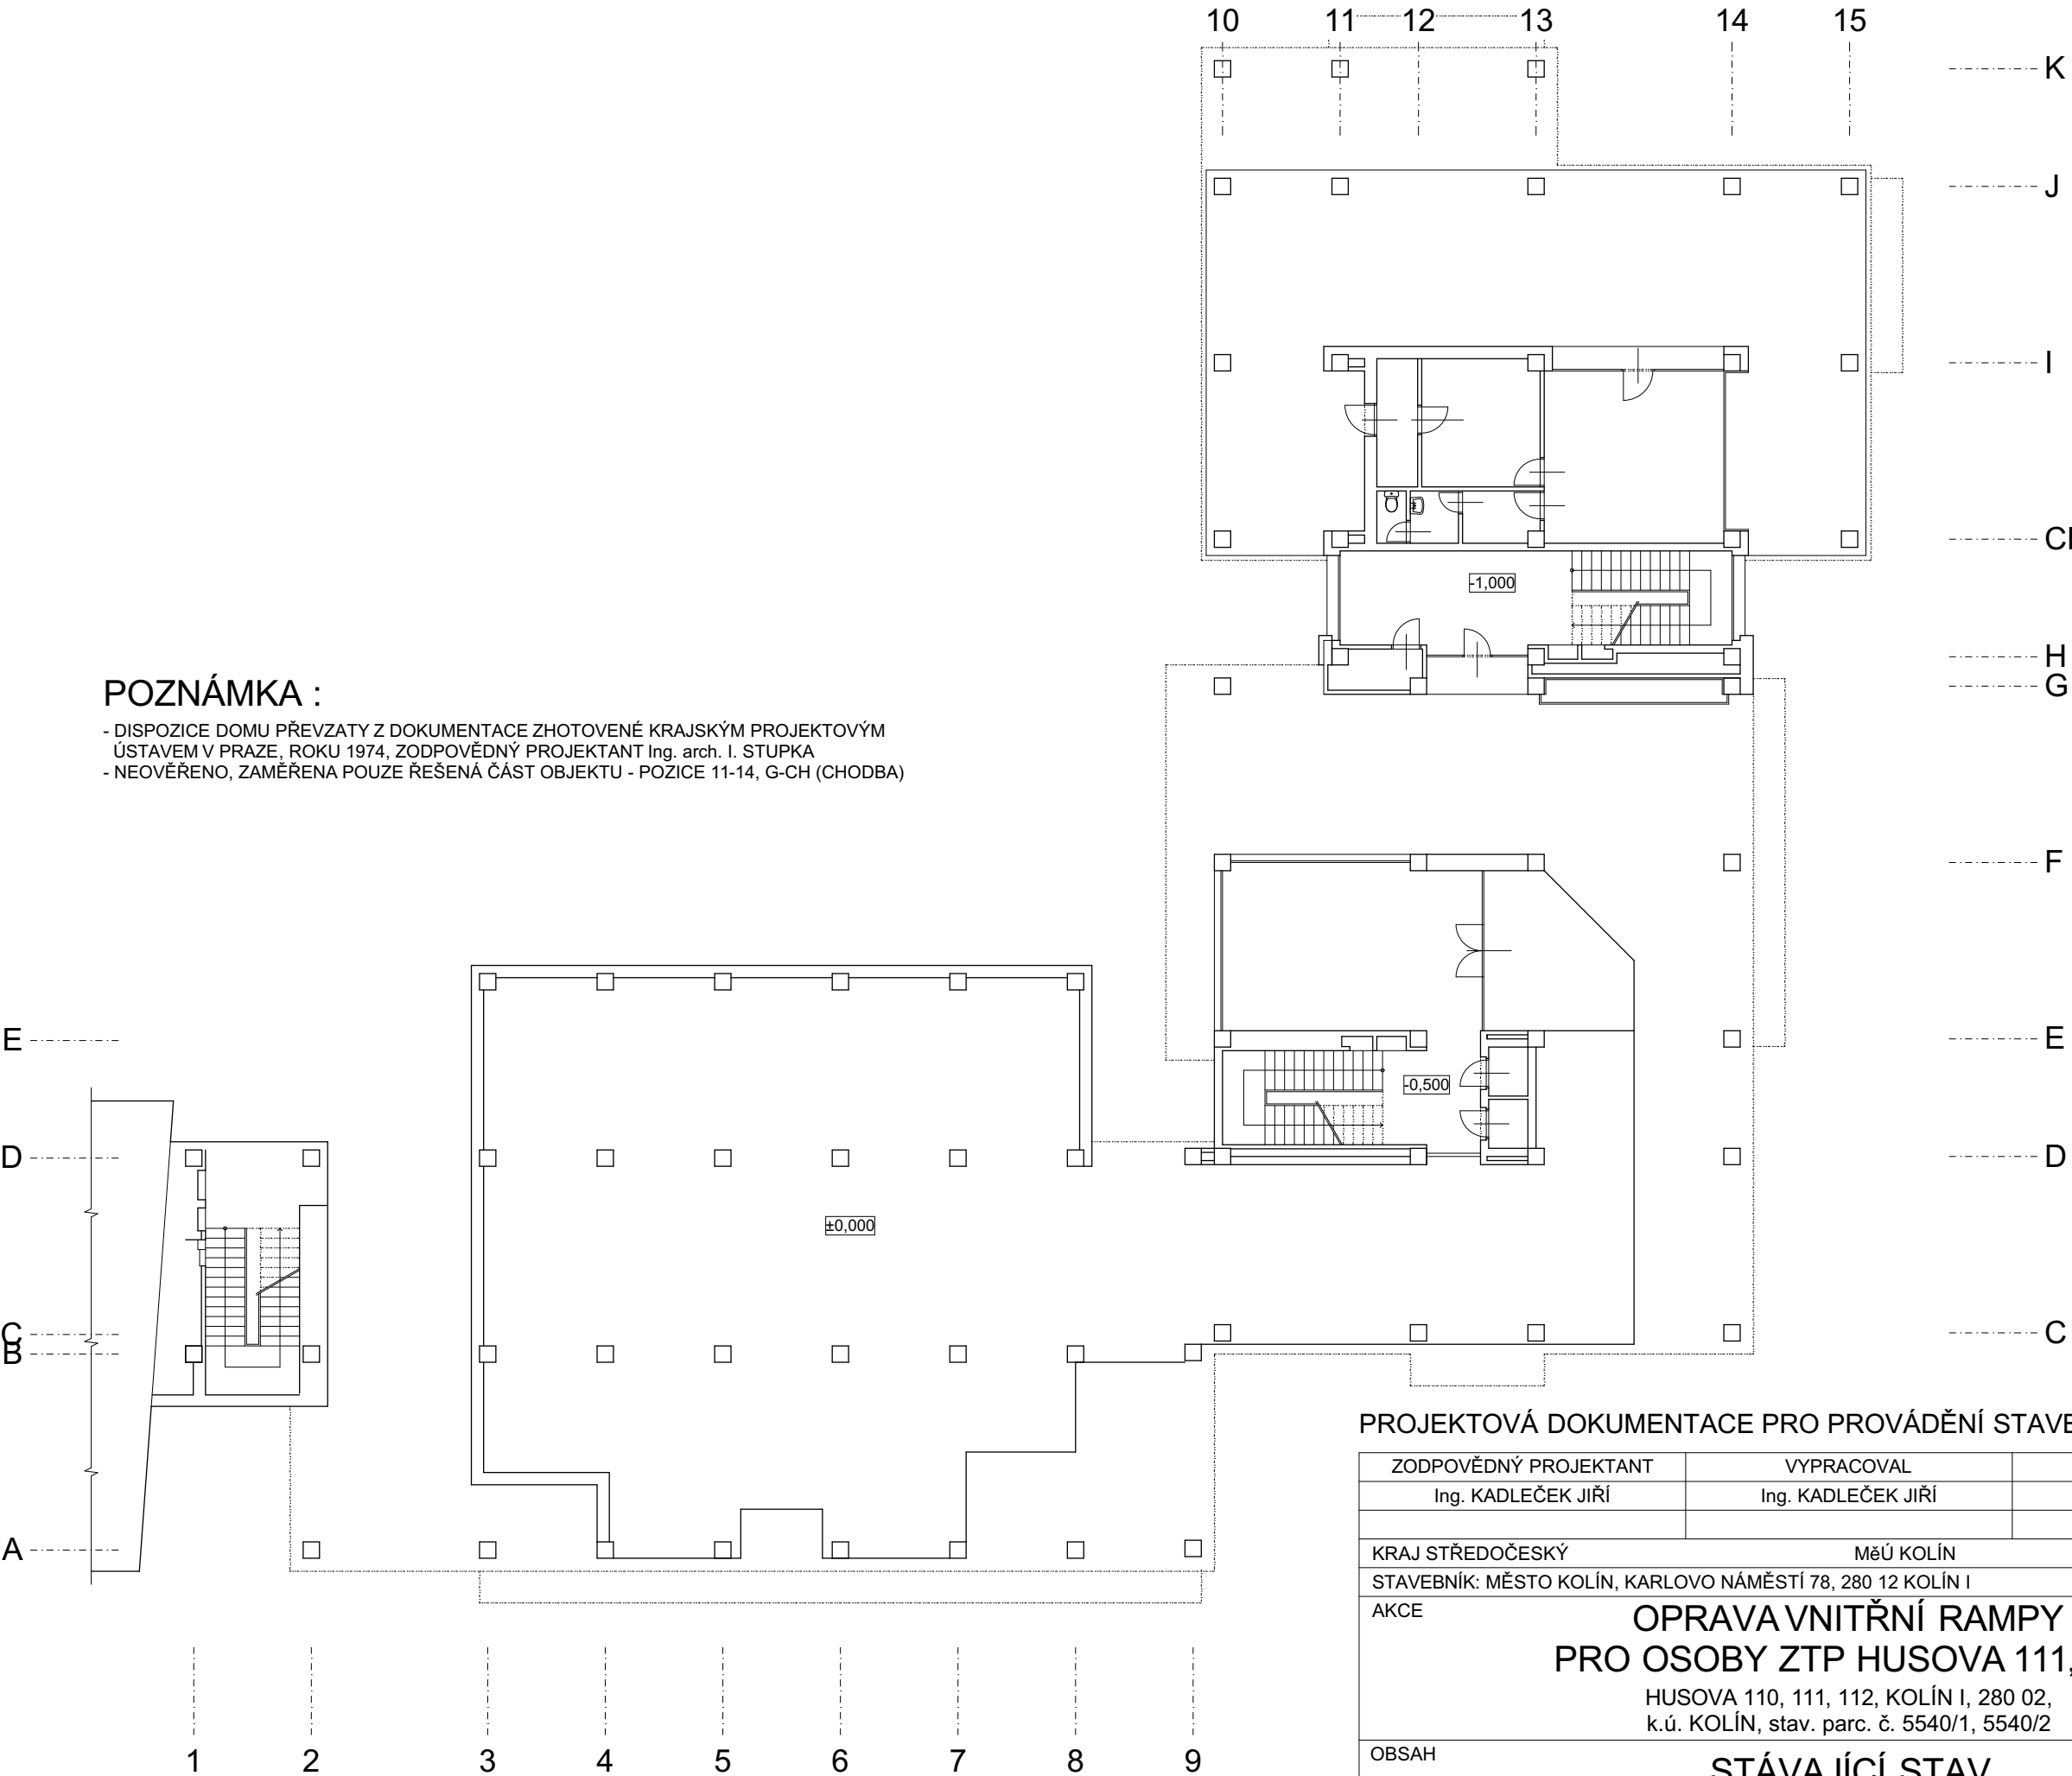 10 11 12 13 14 15
K
J
I
-1,000
H
G
POZNÁMKA :
- DISPOZICE DOMU PŘEVZATY Z DOKUMENTACE ZHOTOVENÉ KRAJSKÝM PROJEKTOVÝM
ÚSTAVEM V PRAZE, ROKU 1974, ZODPOVĚDNÝ PROJEKTANT Ing. arch. I. STUPKA
- NEOVĚŘENO, ZAMĚŘENA POUZE ŘEŠENÁ ČÁST OBJEKTU - POZICE 11-14, G-CH (CHODBA)
F
E E
-0,500
D D
±0,000
C C
B
A
PROJEKTOVÁ DOKUMENTACE PRO PROVÁDĚNÍ
ZODPOVĚDNÝ PROJEKTANT VYPRACOVAL
Ing. KADLEČEK JIŘÍ Ing. KADLEČEK JIŘÍ
KRAJ STŘEDOČESKÝ MěÚ KOLÍN
STAVEBNÍK: MĚSTO KOLÍN, KARLOVO NÁMĚSTÍ 78, 280 12 KOLÍN I
AKCE
OPRAVA VNITŘNÍ RAMPY
PRO OSOBY ZTP HUSOVA 111,
HUSOVA 110, 111, 112, KOLÍN I, 280 02,
k.ú. KOLÍN, stav. parc. č. 5540/1, 5540/2
OBSAH
STÁVAJÍCÍ STAV
1 2 3 4 5 6 7 8 9